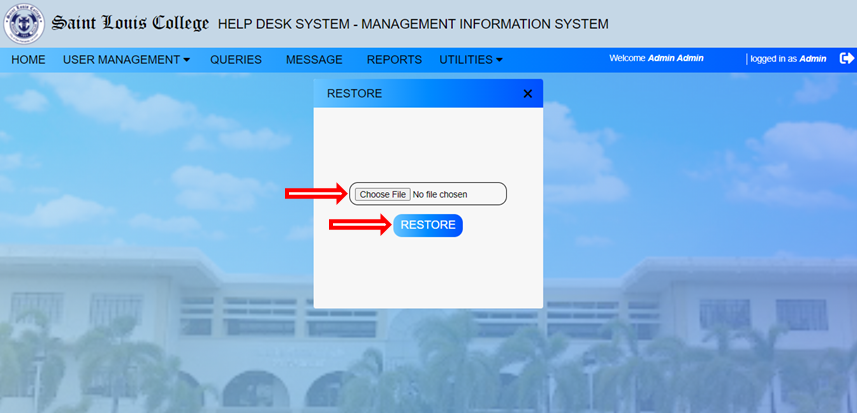 Saint Louis College HELP DESK SYSTEM - MANAGEMENT INFORMATION SYSTEM
HOME USER MANAGEMENT QUERIES MESSAGE REPORTS UTILITIES Welcome Admin Admin logged in as Admin
RESTORE
Choose File No file chosen
RESTORE